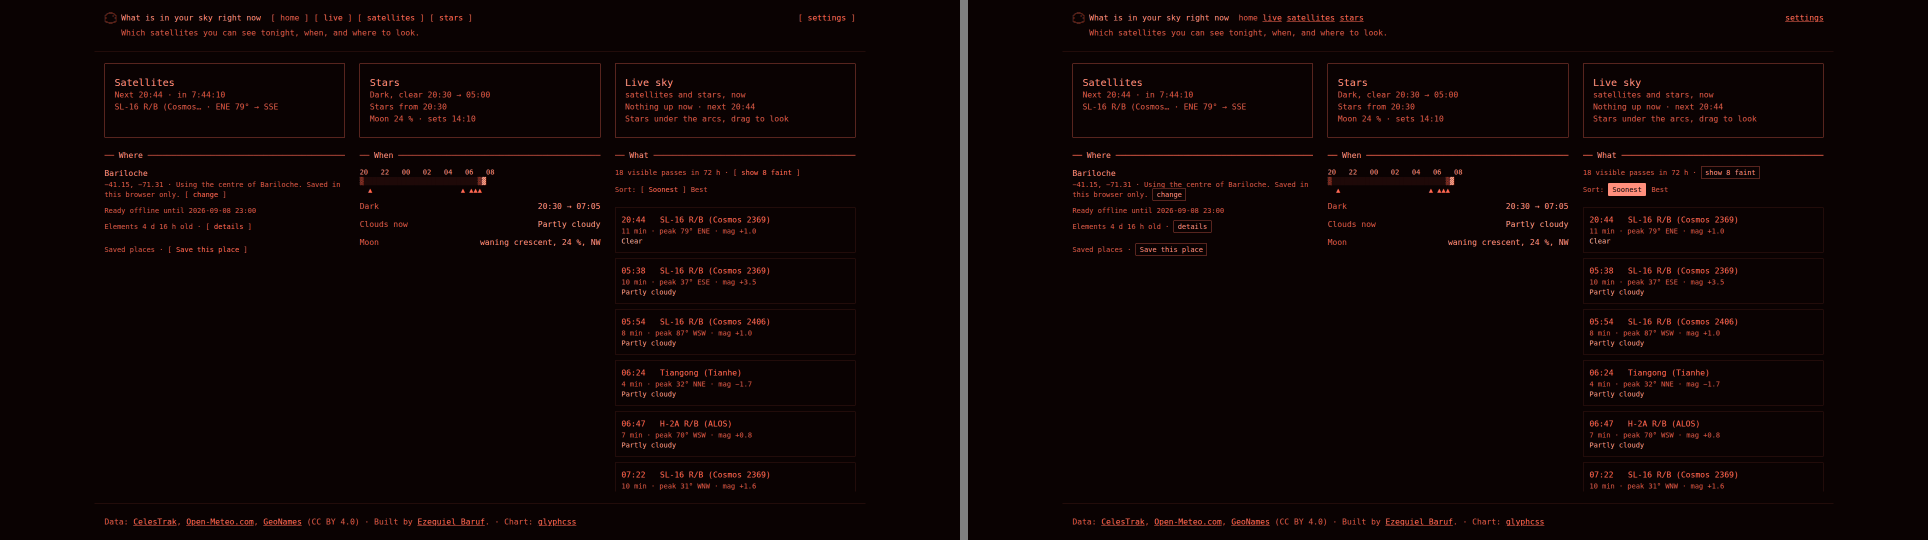 What is in your sky right now [ home ] [ live ] [ satellites ] [ stars ] [ settings ]
Which satellites you can see tonight, when, and where to look.
Satellites
Next 20:44 · in 7:44:10
SL-16 R/B (Cosmos… · ENE 79° → SSE
Stars
Dark, clear 20:30 → 05:00
Stars from 20:30
Moon 24 % · sets 14:10
Live sky
satellites and stars, now
Nothing up now · next 20:44
Stars under the arcs, drag to look
Where
Bariloche
−41.15, −71.31 · Using the centre of Bariloche. Saved in
this browser only. [ change ]
Ready offline until 2026-09-08 23:00
Elements 4 d 16 h old · [ details ]
Saved places · [ Save this place ]
When
20 22 00 02 04 06 08
Dark 20:30 → 07:05
Clouds now Partly cloudy
Moon waning crescent, 24 %, NW
What
18 visible passes in 72 h · [ show 8 faint ]
Sort: [ Soonest ] Best
20:44 SL-16 R/B (Cosmos 2369)
11 min · peak 79° ENE · mag +1.0
Clear
05:38 SL-16 R/B (Cosmos 2369)
10 min · peak 37° ESE · mag +3.5
Partly cloudy
05:54 SL-16 R/B (Cosmos 2406)
8 min · peak 87° WSW · mag +1.0
Partly cloudy
06:24 Tiangong (Tianhe)
4 min · peak 32° NNE · mag −1.7
Partly cloudy
06:47 H-2A R/B (ALOS)
7 min · peak 70° WSW · mag +0.8
Partly cloudy
07:22 SL-16 R/B (Cosmos 2369)
10 min · peak 31° WNW · mag +1.6
Data: CelesTrak, Open-Meteo.com, GeoNames (CC BY 4.0) · Built by Ezequiel Baruf. · Chart: glyphcss
What is in your sky right now home live satellites stars settings
Which satellites you can see tonight, when, and where to look.
Satellites
Next 20:44 · in 7:44:10
SL-16 R/B (Cosmos… · ENE 79° → SSE
Stars
Dark, clear 20:30 → 05:00
Stars from 20:30
Moon 24 % · sets 14:10
Live sky
satellites and stars, now
Nothing up now · next 20:44
Stars under the arcs, drag to look
Where
Bariloche
−41.15, −71.31 · Using the centre of Bariloche. Saved in
this browser only. change
Ready offline until 2026-09-08 23:00
Elements 4 d 16 h old · details
Saved places · Save this place
When
20 22 00 02 04 06 08
Dark 20:30 → 07:05
Clouds now Partly cloudy
Moon waning crescent, 24 %, NW
What
18 visible passes in 72 h · show 8 faint
Sort: Soonest Best
20:44 SL-16 R/B (Cosmos 2369)
11 min · peak 79° ENE · mag +1.0
Clear
05:38 SL-16 R/B (Cosmos 2369)
10 min · peak 37° ESE · mag +3.5
Partly cloudy
05:54 SL-16 R/B (Cosmos 2406)
8 min · peak 87° WSW · mag +1.0
Partly cloudy
06:24 Tiangong (Tianhe)
4 min · peak 32° NNE · mag −1.7
Partly cloudy
06:47 H-2A R/B (ALOS)
7 min · peak 70° WSW · mag +0.8
Partly cloudy
07:22 SL-16 R/B (Cosmos 2369)
10 min · peak 31° WNW · mag +1.6
Data: CelesTrak, Open-Meteo.com, GeoNames (CC BY 4.0) · Built by Ezequiel Baruf. · Chart: glyphcss